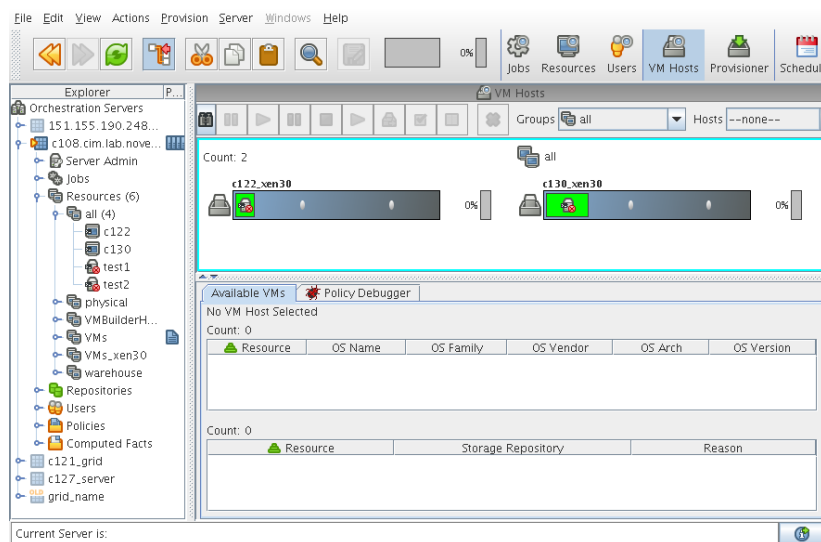 File Edit View Actions Provision Server Windows Help
0%
Jobs Resources Users VM Hosts Provisioner Schedul
Explorer P...
VM Hosts
Orchestration Servers
151.155.190.248...
c108.cim.lab.nove...
Server Admin
Jobs
Resources (6)
all (4)
c122
c130
test1
test2
physical
VMBuilderH...
VMs
VMs_xen30
warehouse
Repositories
Users
Policies
Computed Facts
c121_grid
c127_server
OLD grid_name
Groups all Hosts --none--
Count: 2 all
c122_xen30 c130_xen30
0% 0%
Available VMs Policy Debugger
No VM Host Selected
Count: 0
Resource OS Name OS Family OS Vendor OS Arch OS Version
Count: 0
Resource Storage Repository Reason
Current Server is: